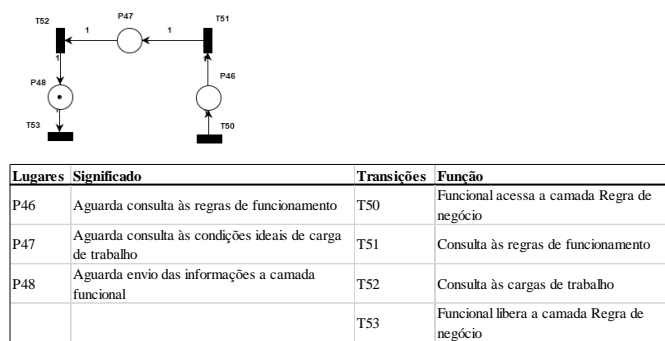 T52
P47
T51
1
1
P48
1
P46
T53
T50
Lugares Significado Transições Função
P46 Aguarda consulta às regras de funcionamento T50 Funcional acessa a camada Regra de
negócio
P47 Aguarda consulta às condições ideais de carga
de trabalho T51 Consulta às regras de funcionamento
P48 Aguarda envio das informações a camada
funcional T52 Consulta às cargas de trabalho
T53 Funcional libera a camada Regra de
negócio